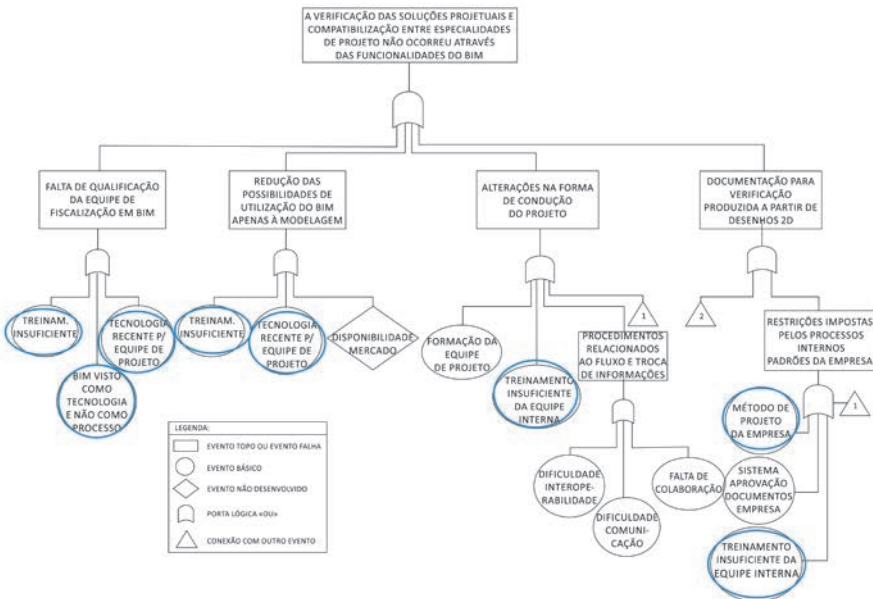 A VERIFICAÇÃO DAS SOLUÇÕES PROJETUAIS E
COMPATIBILIZAÇÃO ENTRE ESPECIALIDADES
DE PROJETO NÃO OCORREU ATRAVÉS
DAS FUNCIONALIDADES DO BIM
FALTA DE QUALIFICAÇÃO
DA EQUIPE DE
FISCALIZAÇÃO EM BIM
REDUÇÃO DAS
POSSIBILIDADES DE
UTILIZAÇÃO DO BIM
APENAS À MODELAGEM
ALTERAÇÕES NA FORMA
DE CONDUÇÃO
DO PROJETO
DOCUMENTAÇÃO PARA
VERIFICAÇÃO
PRODUZIDA A PARTIR DE
DESENHOS 2D
TREINAM.
INSUFICIENTE
BIM VISTO
COMO
TECNOLOGIA
E NÃO COMO
PROCESSO
TECNOLOGIA
RECENTE P/
EQUIPE DE
PROJETO
TREINAM.
INSUFICIENTE
TECNOLOGIA
RECENTE P/
EQUIPE DE
PROJETO
DISPONIBILIDADE
MERCADO
FORMAÇÃO DA
EQUIPE
DE PROJETO
TREINAMENTO
INSUFICIENTE
DA EQUIPE
INTERNA
PROCEDIMENTOS
RELACIONADOS
AO FLUXO E TROCA
DE INFORMAÇÕES
1
DIFICULDADE
INTEROPE-
RABILIDADE
DIFICULDADE
COMUNI-
CAÇÃO
FALTA DE
COLABORAÇÃO
2
RESTRIÇÕES IMPOSTAS
PELOS PROCESSOS
INTERNOS
PADRÕES DA EMPRESA
1
MÉTODO DE
PROJETO
DA EMPRESA
SISTEMA
APROVAÇÃO
DOCUMENTOS
EMPRESA
TREINAMENTO
INSUFICIENTE DA
EQUIPE INTERNA
LEGENDA:
EVENTO TOPO OU EVENTO FALHA
EVENTO BÁSICO
EVENTO NÃO DESENVOLVIDO
PORTA LÓGICA «OU»
CONEXÃO COM OUTRO EVENTO